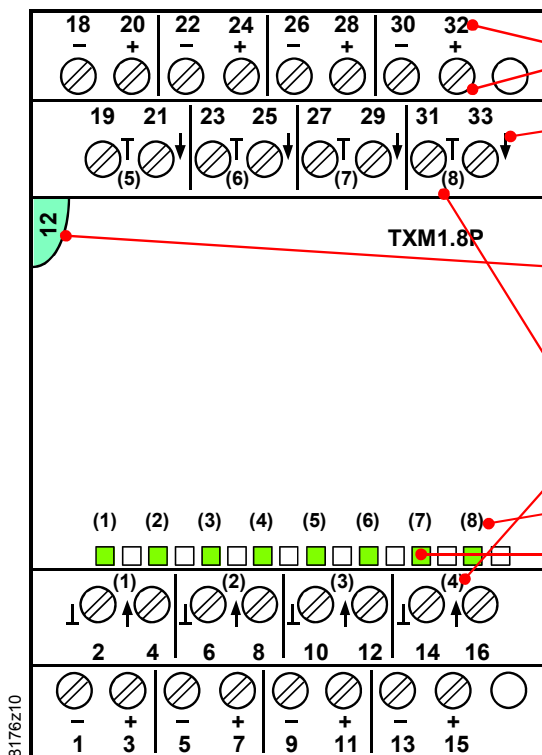 18 20 22 24 26 28 30 32
− + − + − + − +
19 21 23 25 27 29 31 33
(5) (6) (7) (8)
12
TXM1.8P
(1) (2) (3) (4) (5) (6) (7) (8)
(1) (2) (3) (4)
2 4 6 8 10 12 14 16
− + − + − + − +
1 3 5 7 9 11 13 15
3176z10